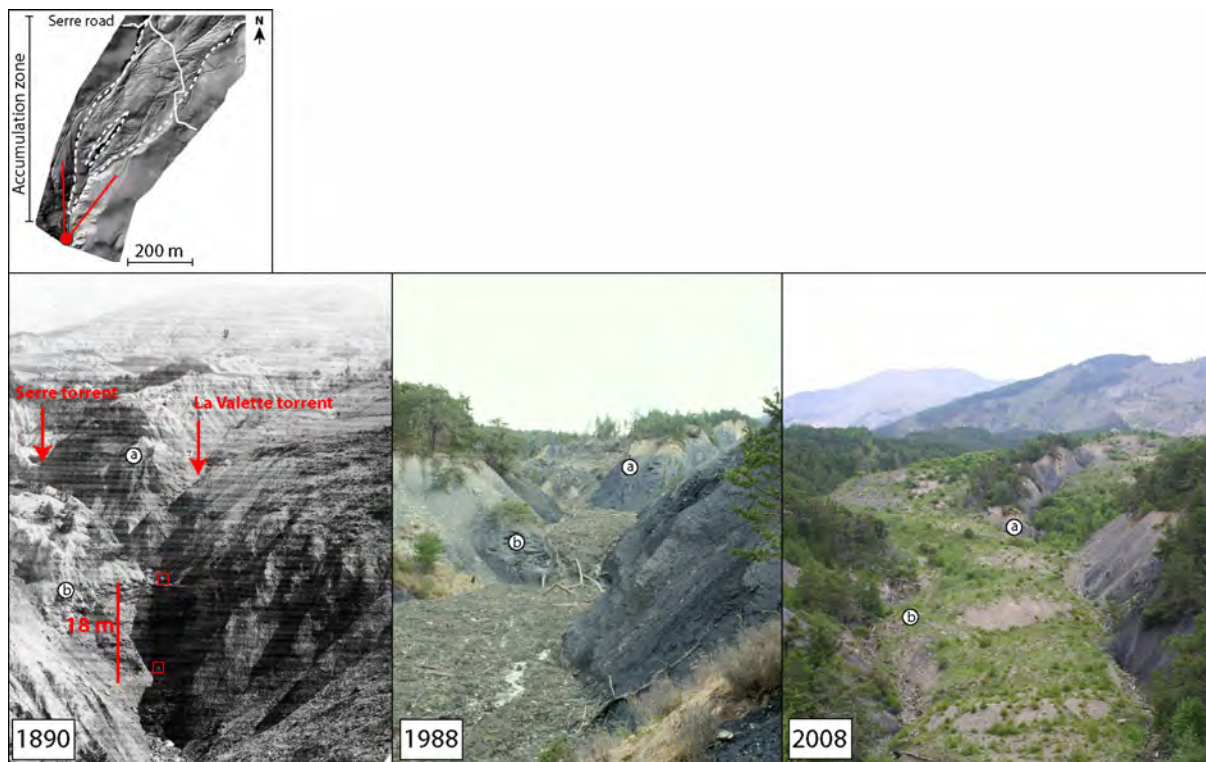 Serre road
N
Accumulation zone
200 m
Serre torrent
La Valette torrent
a
b
18 m
1890
a
b
1988
a
b
2008